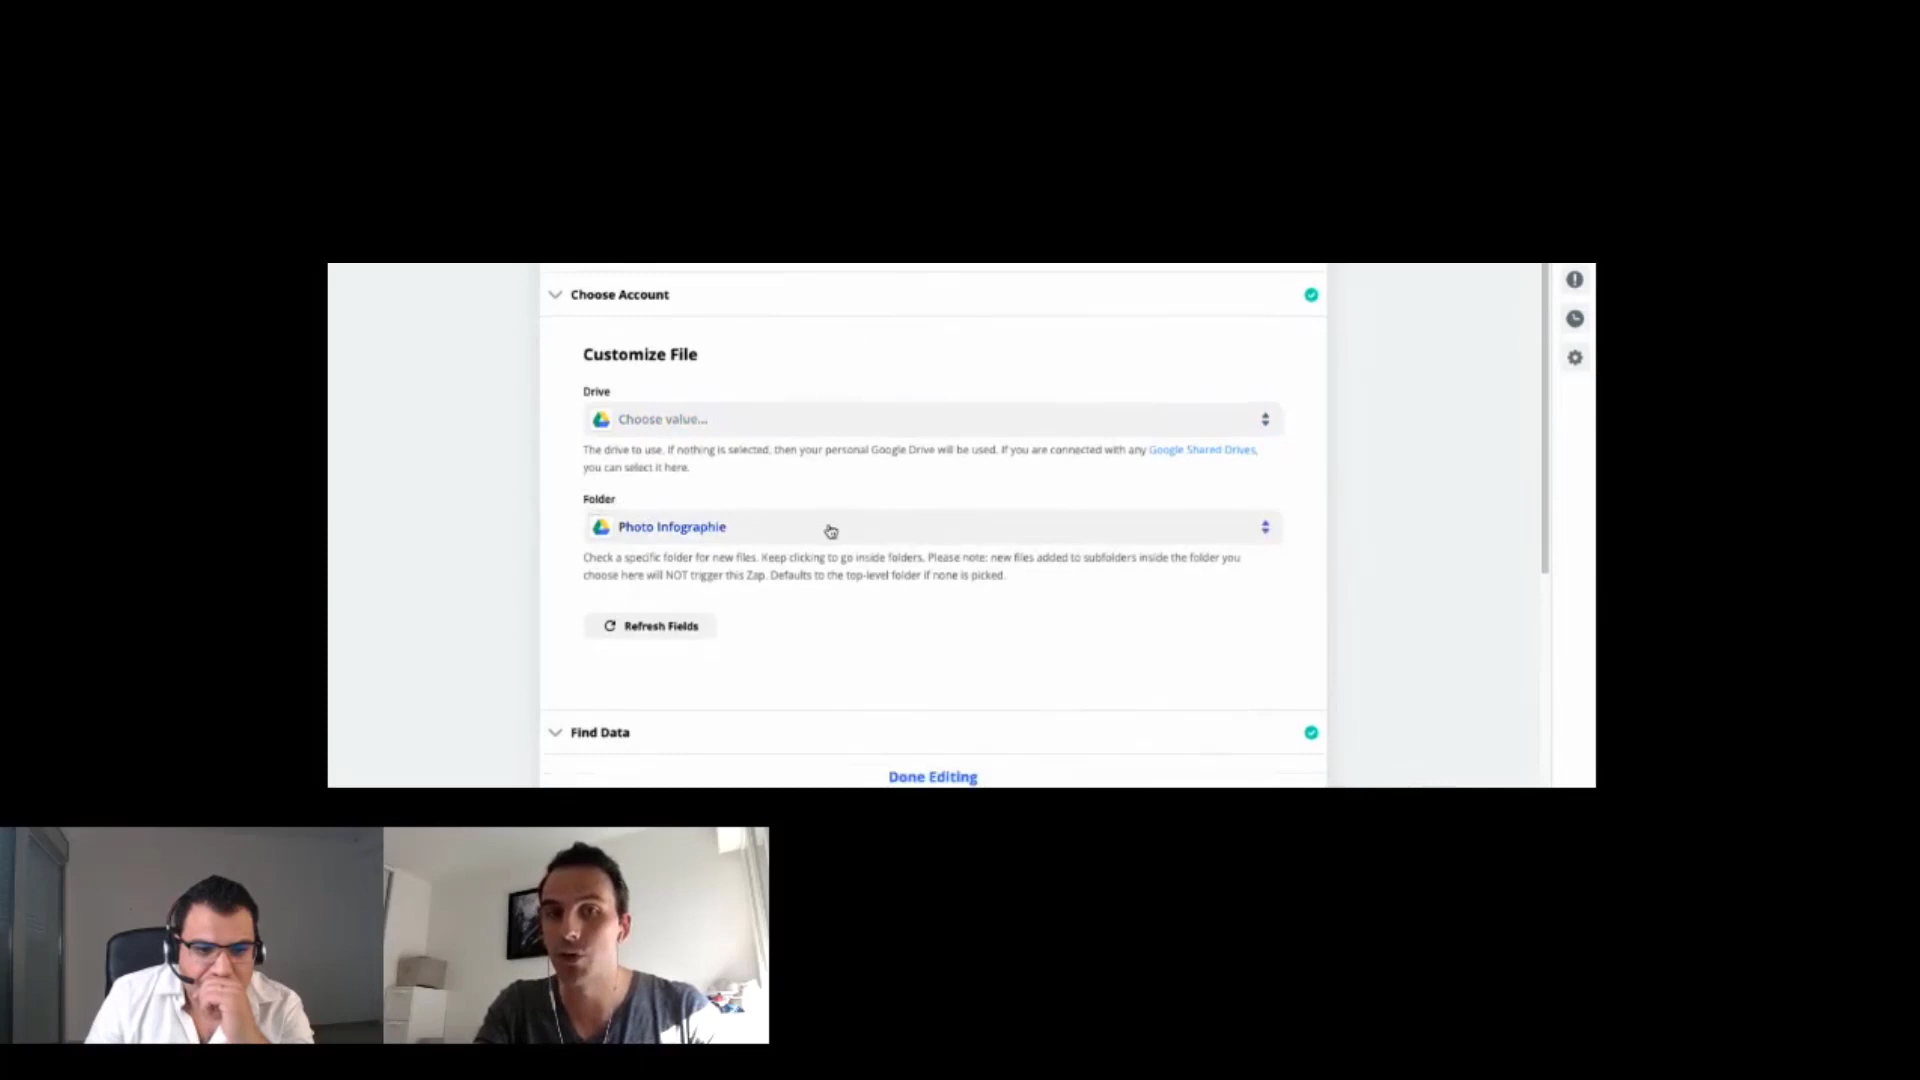 Choose Account
Customize File
Drive
Choose value...
The drive to use. If nothing is selected, then your personal Google Drive will be used. If you are connected with any Google Shared Drives,
you can select it here.
Folder
Photo Infographie
Check a specific folder for new files. Keep clicking to go inside folders. Please note: new files added to subfolders inside the folder you
choose here will NOT trigger this Zap. Defaults to the top-level folder if none is picked.
Refresh Fields
Find Data
Done Editing